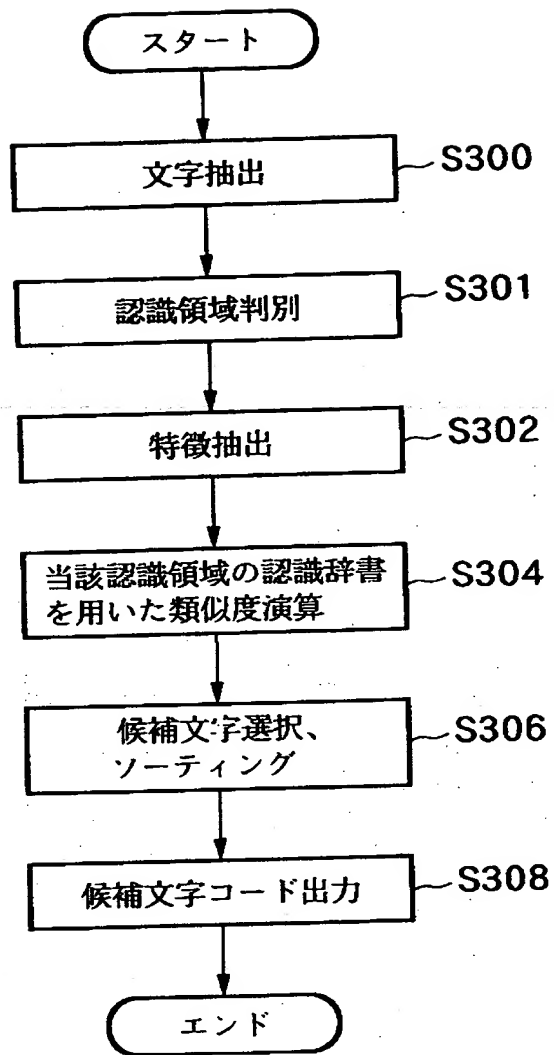 スタート
文字抽出
S300
認識領域判別
S301
特徴抽出
S302
当該認識領域の認識辞書
を用いた類似度演算
S304
候補文字選択、
ソーティング
S306
候補文字コード出力
S308
エンド